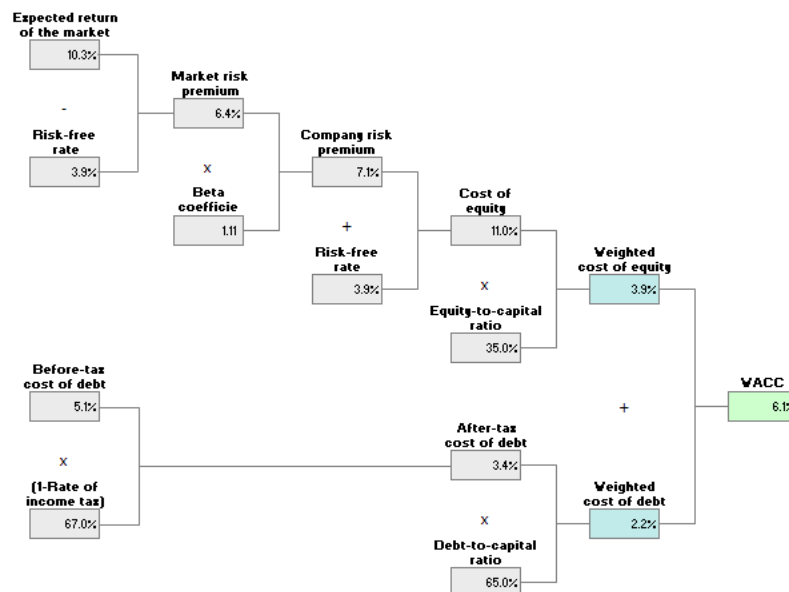 Expected return
of the market
10.3%
-
Risk-free
rate
3.9%
Market risk
premium
6.4%
x
Beta
coefficie
1.11
Company risk
premium
7.1%
+
Risk-free
rate
3.9%
Cost of
equity
11.0%
x
Equity-to-capital
ratio
35.0%
Weighted
cost of equity
3.9%
Before-tax
cost of debt
5.1%
x
(1-Rate of
income tax)
67.0%
After-tax
cost of debt
3.4%
x
Debt-to-capital
ratio
65.0%
Weighted
cost of debt
2.2%
+
WACC
6.1%